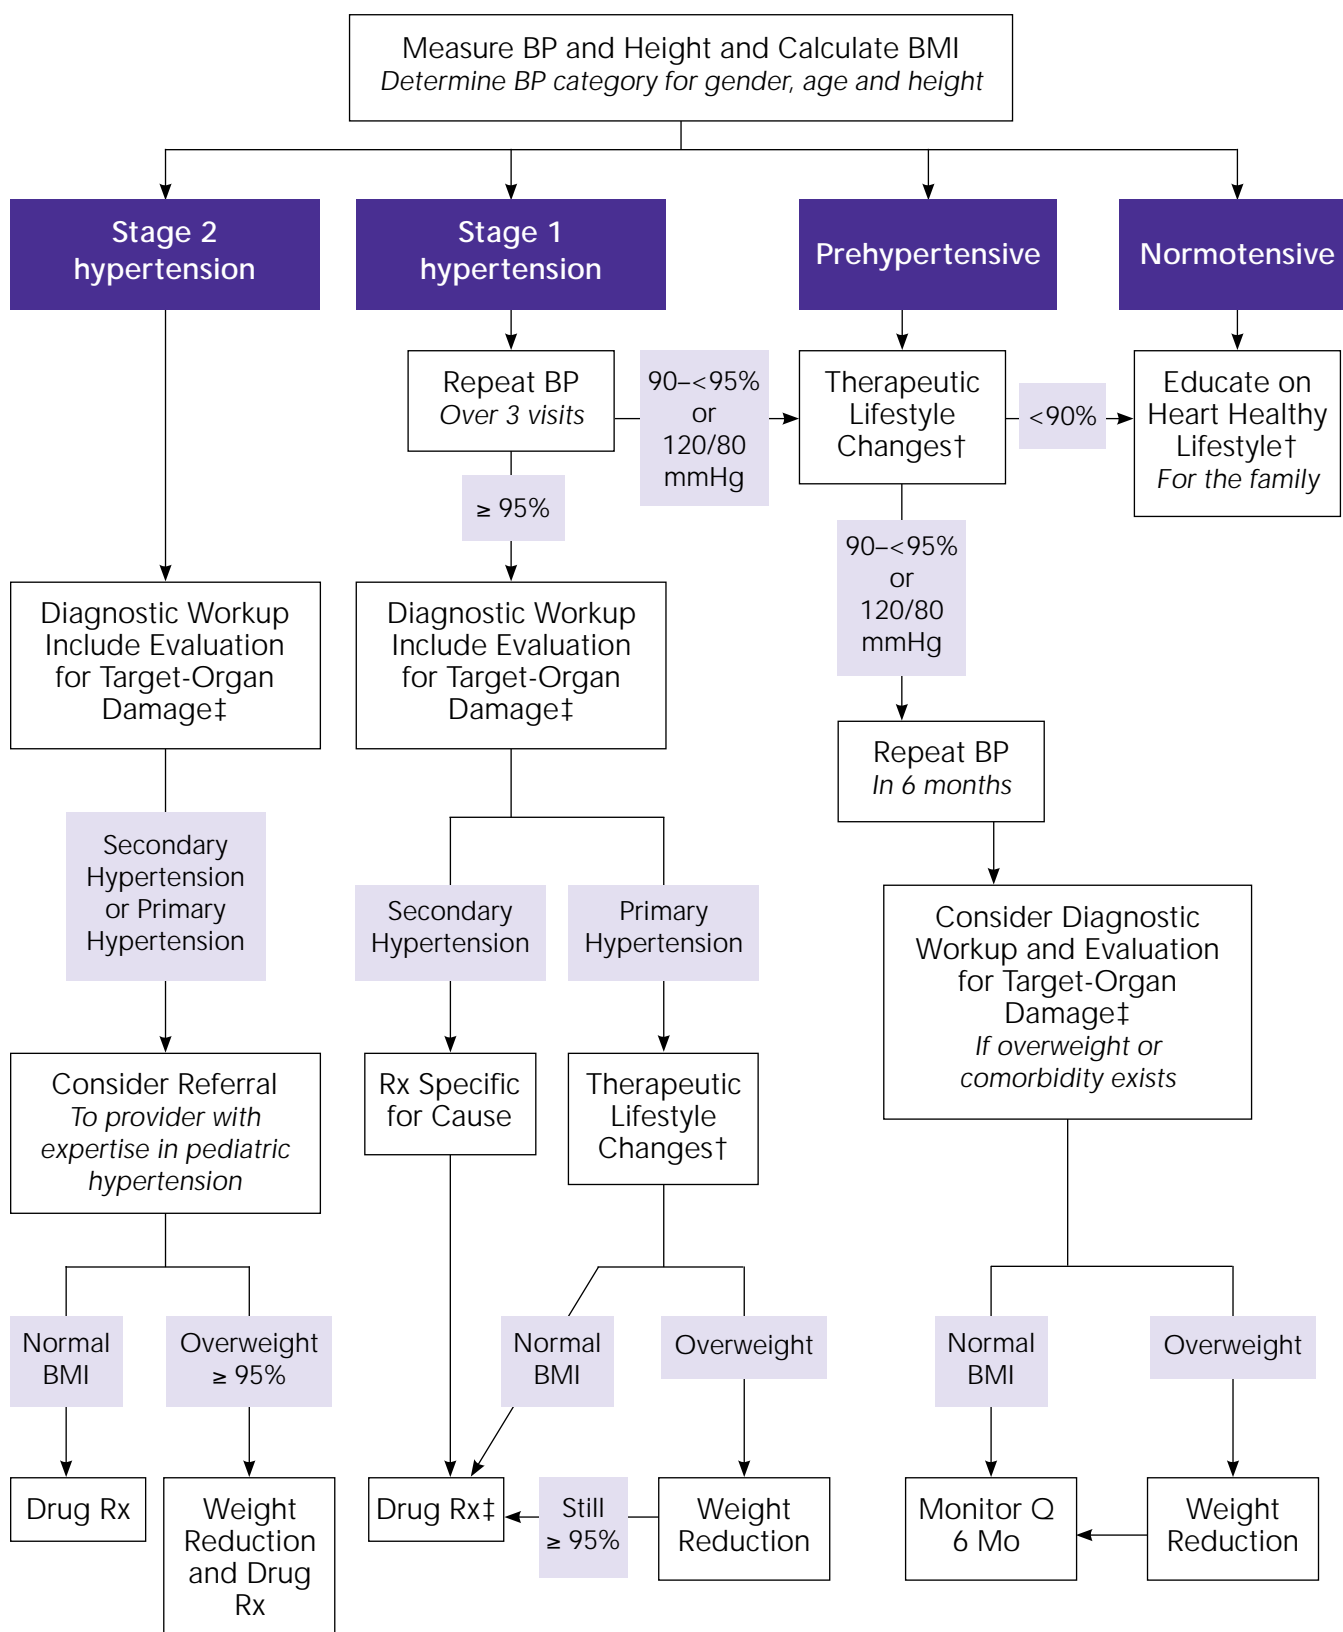 Measure BP and Height and Calculate BMI
Determine BP category for gender, age and height
Stage 2
hypertension
Stage 1
hypertension
Prehypertensive
Normotensive
Repeat BP
Over 3 visits
90–<95%
or
120/80
mmHg
Therapeutic
Lifestyle
Changes†
<90%
Educate on
Heart Healthy
Lifestyle†
For the family
≥ 95%
90–<95%
or
120/80
mmHg
Diagnostic Workup
Include Evaluation
for Target-Organ
Damage‡
Diagnostic Workup
Include Evaluation
for Target-Organ
Damage‡
Repeat BP
In 6 months
Secondary
Hypertension
or Primary
Hypertension
Secondary
Hypertension
Primary
Hypertension
Consider Diagnostic
Workup and Evaluation
for Target-Organ
Damage‡
If overweight or
comorbidity exists
Consider Referral
To provider with
expertise in pediatric
hypertension
Rx Specific
for Cause
Therapeutic
Lifestyle
Changes†
Normal
BMI
Overweight
≥ 95%
Normal
BMI
Overweight
Normal
BMI
Overweight
Drug Rx
Weight
Reduction
and Drug
Rx
Drug Rx‡
Still
≥ 95%
Weight
Reduction
Monitor Q
6 Mo
Weight
Reduction